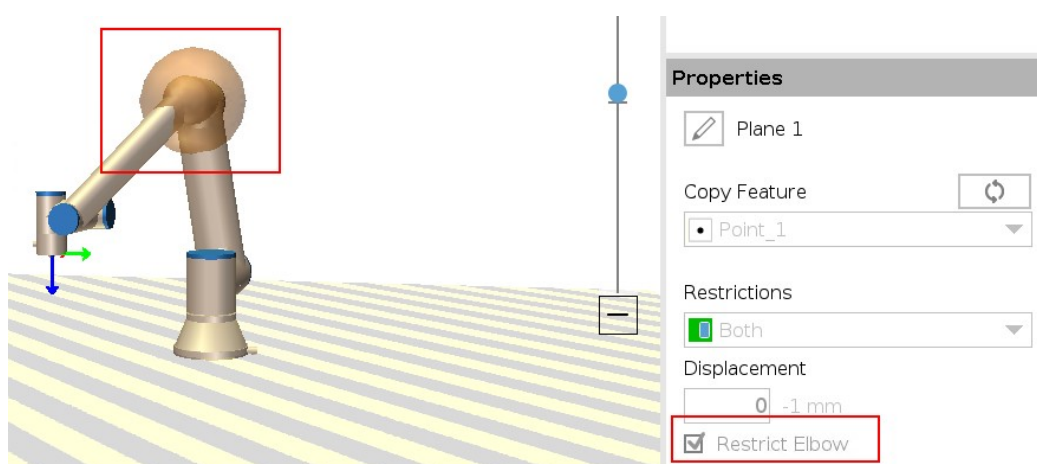 Properties
Plane 1
Copy Feature
Point_1
Restrictions
Both
Displacement
0 -1 mm
Restrict Elbow